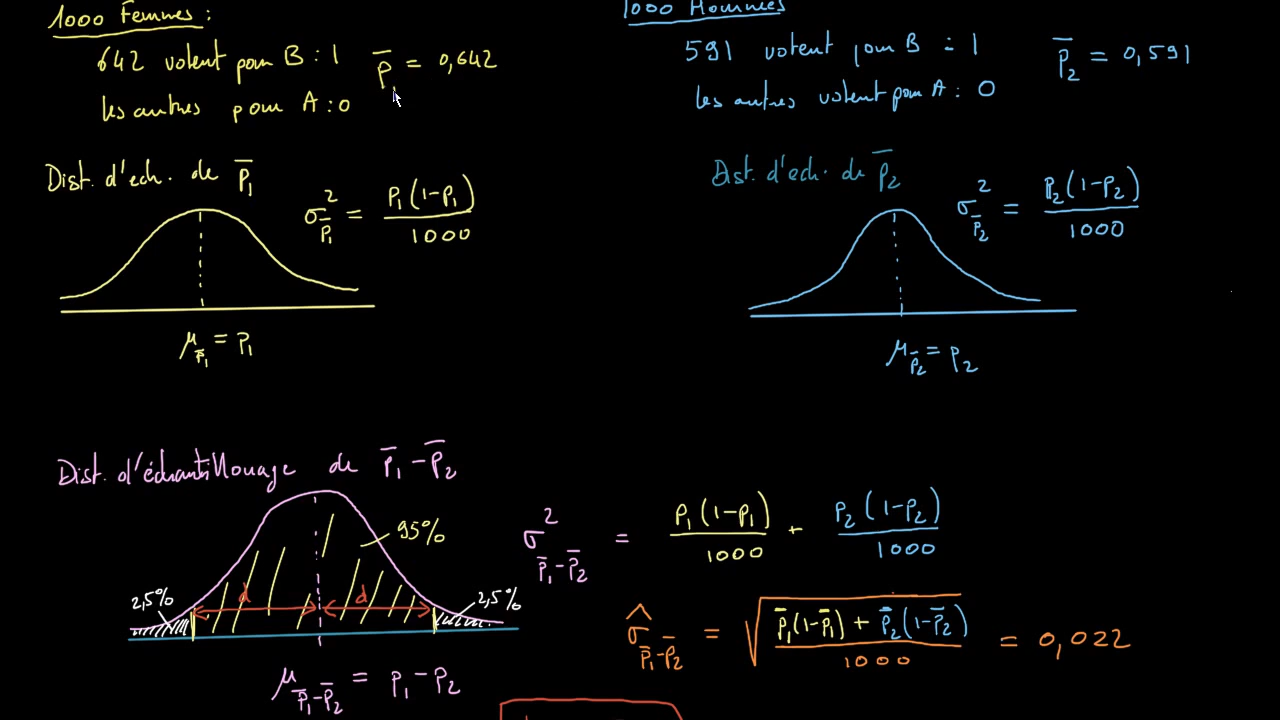 1000 Femmes :
642 votent pour B : 1
p̄₁ = 0,642
les autres pour A : 0
1000 Hommes
591 votent pour B = 1
p̄₂ = 0,591
les autres votent pour A : 0
Dist. d'ech. de p̄₁
σ²p̄₁ = P₁(1-p₁)/1000
μp̄₁ = P₁
Dist. d'ech. de p̄₂
σ²p̄₂ = P₂(1-P₂)/1000
μp̄₂ = p₂
Dist. d'échantillonage de p̄₁ - p̄₂
95%
2,5%
d
d
2,5%
μp̄₁-p̄₂ = p₁ - p₂
σ²p̄₁-p̄₂ = P₁(1-p₁)/1000 + P₂(1-p₂)/1000
σ̂p̄₁-p̄₂ = √(p̄₁(1-p̄₁) + p̄₂(1-p̄₂)/1000) = 0,022